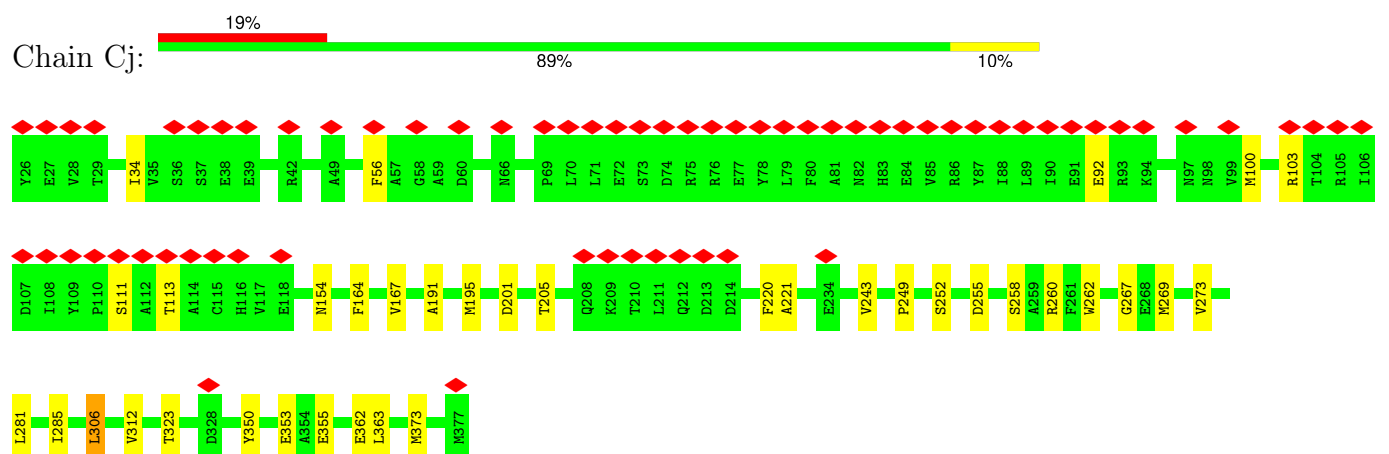 19%
Chain Cj:
89% 10%
Y26 E27 V28 T29 I34 V35 S36 S37 E38 E39 R42 A49 F56 A57 G58 A59 D60 N66 P69 L70 L71 E72 S73 D74 R75 R76 E77 Y78 L79 F80 A81 N82 H83 E84 V85 R86 Y87 I88 L89 I90 E91 E92 R93 K94 N97 N98 V99 M100 R103 T104 R105 I106
D107 I108 Y109 P110 S111 A112 T113 A114 C115 H116 V117 E118 N154 F164 V167 A191 M195 D201 T205 Q208 K209 T210 L211 Q212 D213 D214 F220 A221 E234 V243 P249 S252 D255 S258 A259 R260 F261 W262 G267 E268 M269 V273
L281 I285 L306 V312 T323 D328 Y350 E353 A354 E355 E362 L363 M373 M377